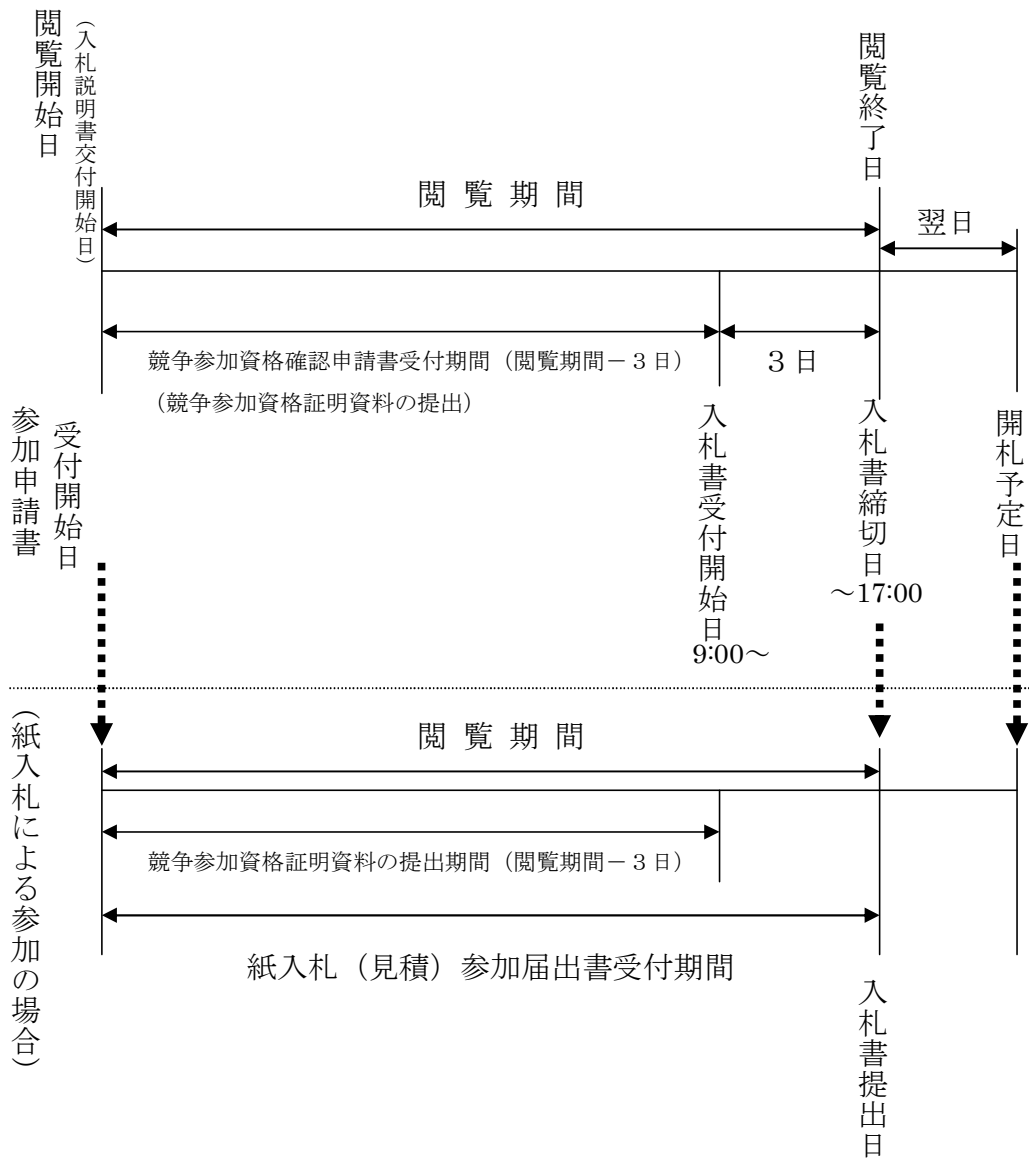 閲覧開始日
（入札説明書交付開始日）
閲覧終了日
閲 覧 期 間
翌日
競争参加資格確認申請書受付期間（閲覧期間－３日）
（競争参加資格証明資料の提出）
３日
参加申請書
受付開始日
入札書受付開始日
9:00～
入札書締切日
～17:00
開札予定日
（紙入札による参加の場合）
閲 覧 期 間
競争参加資格証明資料の提出期間（閲覧期間－３日）
紙入札（見積）参加届出書受付期間
入札書提出日